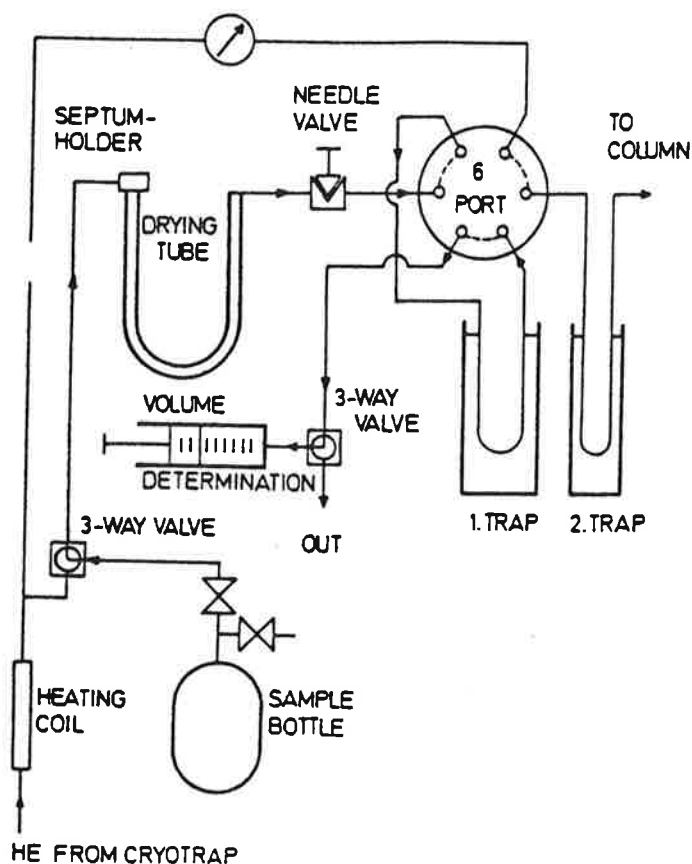 NEEDLE
VALVE
SEPTUM-
HOLDER
TO
COLUMN
6
PORT
DRYING
TUBE
VOLUME
3-WAY
VALVE
DETERMINATION
1. TRAP
2. TRAP
OUT
3-WAY VALVE
HEATING
COIL
SAMPLE
BOTTLE
HE FROM CRYOTRAP